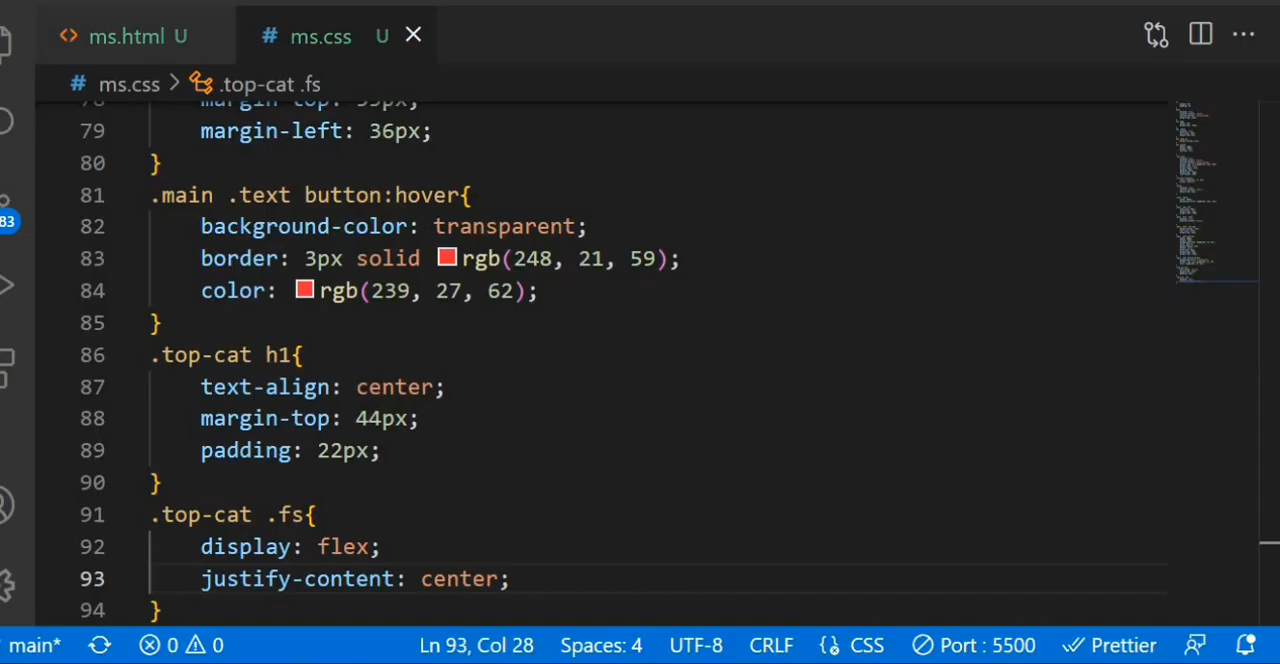 ms.html U
# ms.css U
# ms.css > .top-cat .fs
79 margin-left: 36px;
80 }
81 .main .text button:hover{
82 background-color: transparent;
83 border: 3px solid rgb(248, 21, 59);
84 color: rgb(239, 27, 62);
85 }
86 .top-cat h1{
87 text-align: center;
88 margin-top: 44px;
89 padding: 22px;
90 }
91 .top-cat .fs{
92 display: flex;
93 justify-content: center;
94 }
83
main* 0 0 Ln 93, Col 28 Spaces: 4 UTF-8 CRLF {} CSS Port : 5500 Prettier